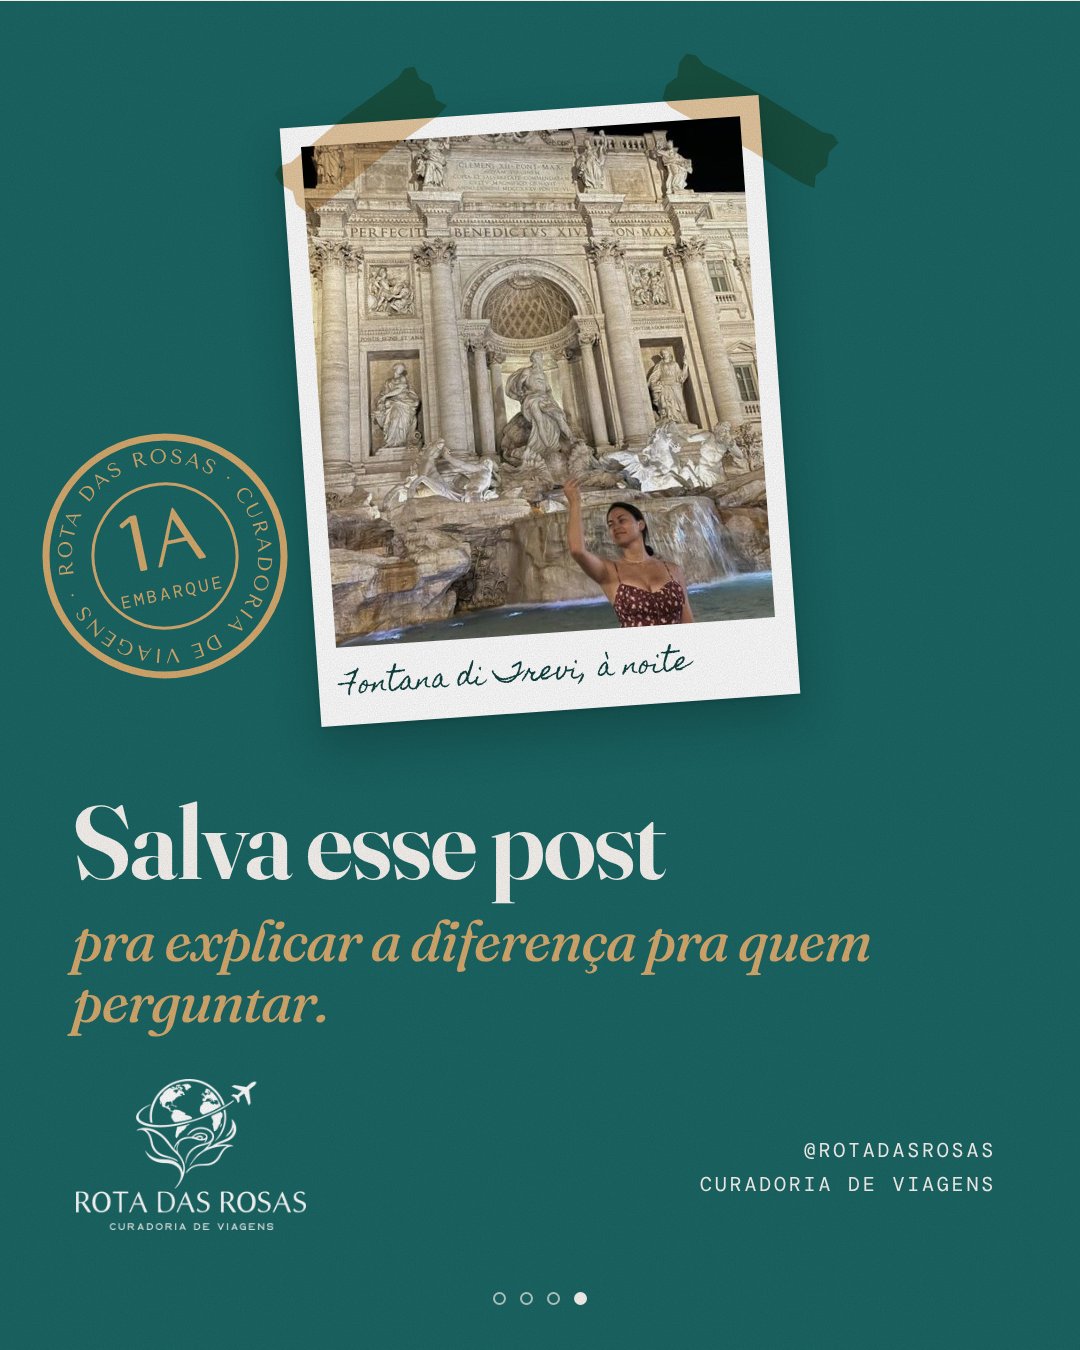 CLEMENS XII PONT MAX
PERFECIT BENEDICTVS XIV PON MAX
ROTA DAS ROSAS · CURADORIA DE VIAGENS ·
1A
EMBARQUE
Fontana di Trevi, à noite
Salva esse post
pra explicar a diferença pra quem
perguntar.
ROTA DAS ROSAS
CURADORIA DE VIAGENS
@ROTADASROSAS
CURADORIA DE VIAGENS